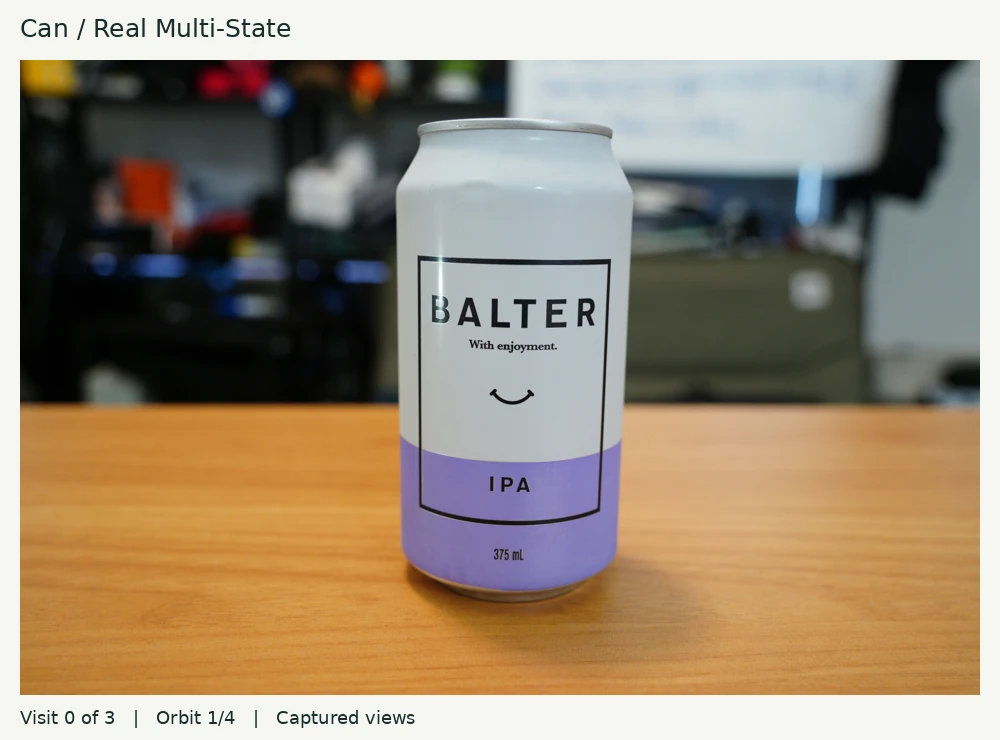 Can / Real Multi-State
BALTER
With enjoyment.
IPA
375 mL
Visit 0 of 3 | Orbit 1/4 | Captured views